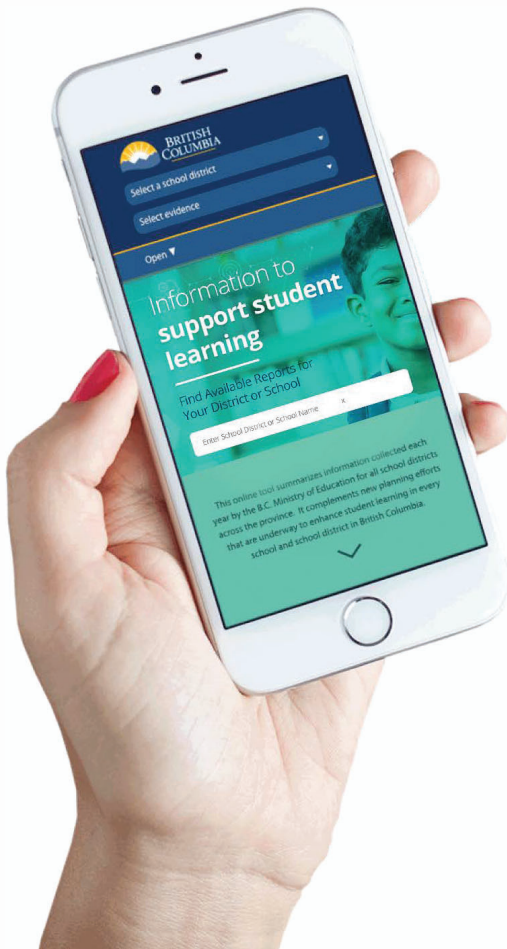 BRITISH
COLUMBIA
Select a school district
Select evidence
Open
Information to
support student
learning
Find Available Reports for
Your District or School
Enter School District or School Name x
This online tool summarizes information collected each
year by the B.C. Ministry of Education for all school districts
across the province. It complements new planning efforts
that are underway to enhance student learning in every
school and school district in British Columbia.